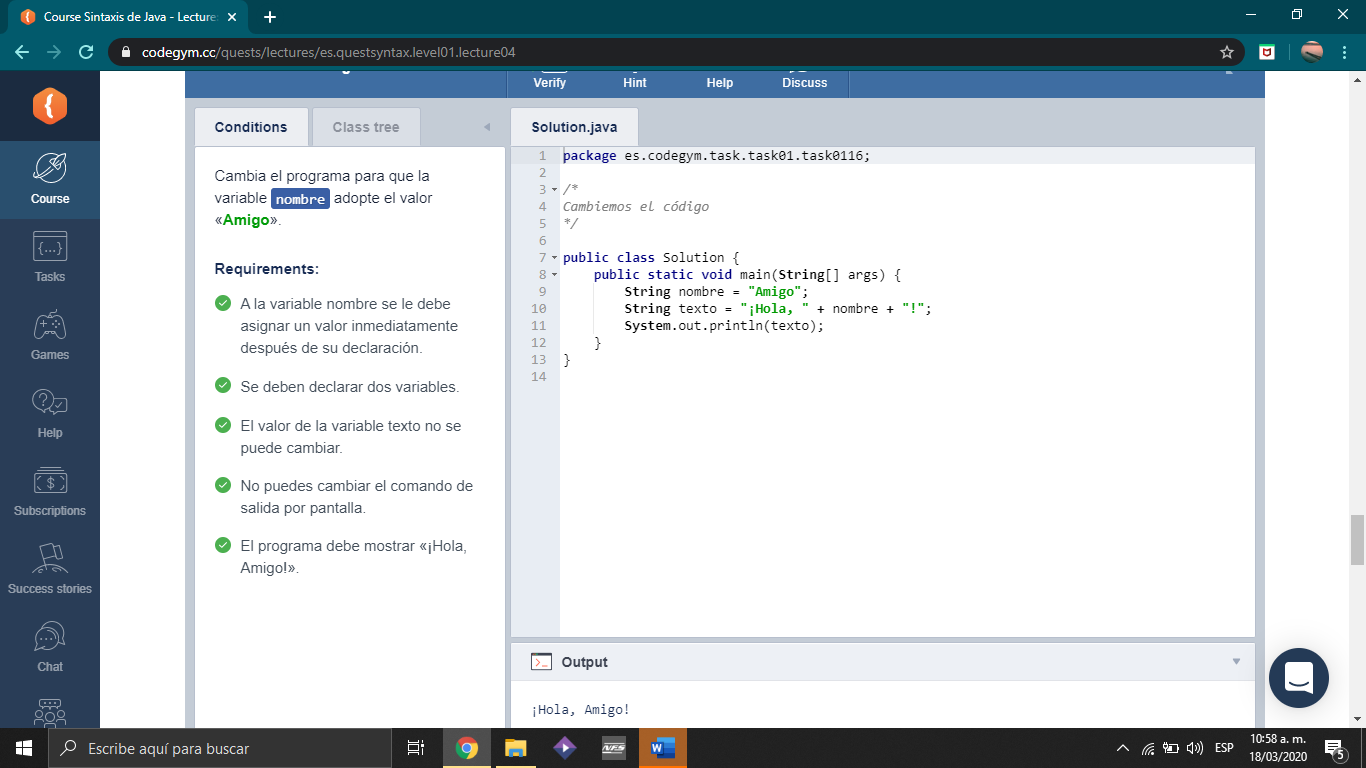 Course Sintaxis de Java - Lecture:
codegym.cc/quests/lectures/es.questsyntax.level01.lecture04
Verify
Hint
Help
Discuss
Course
Tasks
Games
Help
Subscriptions
Success stories
Chat
Conditions
Class tree
Cambia el programa para que la
variable nombre adopte el valor
«Amigo».
Requirements:
A la variable nombre se le debe
asignar un valor inmediatamente
después de su declaración.
Se deben declarar dos variables.
El valor de la variable texto no se
puede cambiar.
No puedes cambiar el comando de
salida por pantalla.
El programa debe mostrar «¡Hola,
Amigo!».
Solution.java
1 package es.codegym.task.task01.task0116;
2
3 /*
4 Cambiemos el código
5 */
6
7 public class Solution {
8 public static void main(String[] args) {
9 String nombre = "Amigo";
10 String texto = "¡Hola, " + nombre + "!";
11 System.out.println(texto);
12 }
13 }
14
Output
¡Hola, Amigo!
Escribe aquí para buscar
ESP
10:58 a. m.
18/03/2020
5